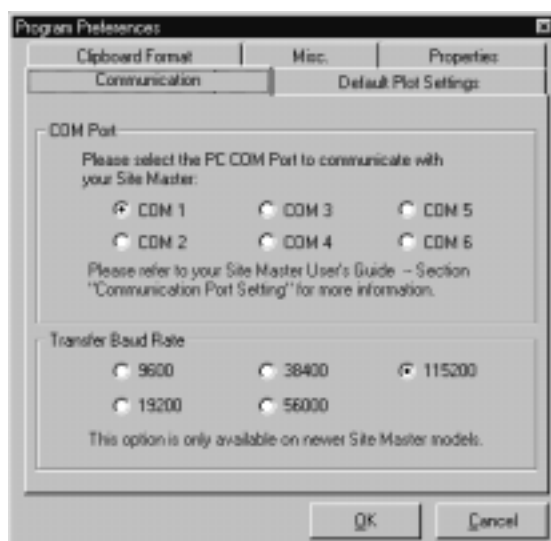 Program Preferences
Clipboard Format Misc. Properties
Communication Default Plot Settings
COM Port
Please select the PC COM Port to communicate with
your Site Master:
COM 1 COM 3 COM 5
COM 2 COM 4 COM 6
Please refer to your Site Master User's Guide -- Section
"Communication Port Setting" for more information.
Transfer Baud Rate
9600 38400 115200
19200 56000
This option is only available on newer Site Master models.
OK Cancel